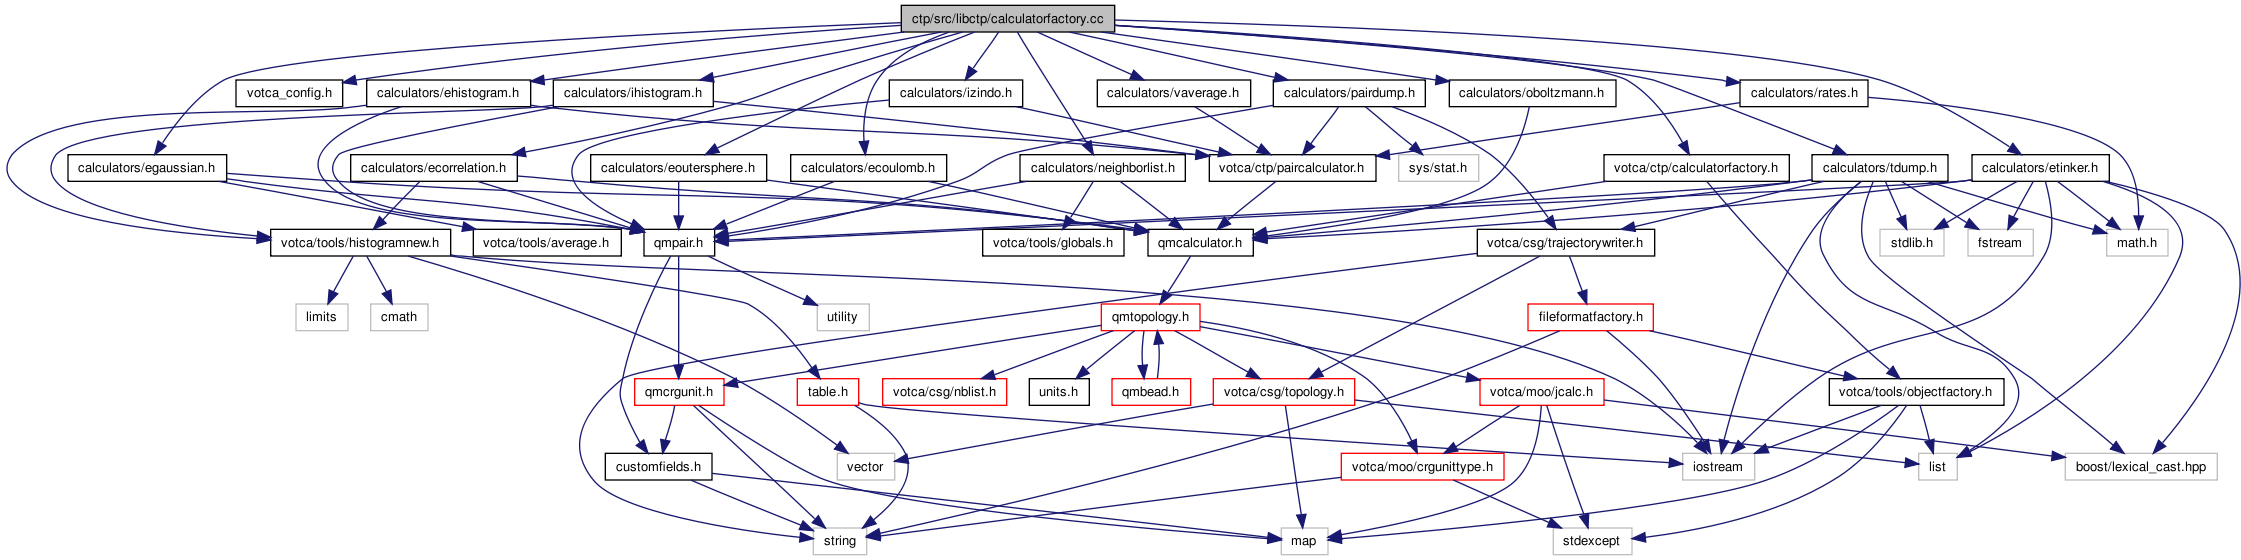 ctp/src/libctp/calculatorfactory.cc
votca_config.h
calculators/ehistogram.h
calculators/ihistogram.h
calculators/izindo.h
calculators/vaverage.h
calculators/pairdump.h
calculators/oboltzmann.h
calculators/rates.h
calculators/egaussian.h
calculators/ecorrelation.h
calculators/eoutersphere.h
calculators/ecoulomb.h
calculators/neighborlist.h
votca/ctp/paircalculator.h
sys/stat.h
votca/ctp/calculatorfactory.h
calculators/tdump.h
calculators/etinker.h
votca/tools/histogramnew.h
votca/tools/average.h
qmpair.h
votca/tools/globals.h
qmcalculator.h
votca/csg/trajectorywriter.h
stdlib.h
fstream
math.h
limits
cmath
utility
qmtopology.h
fileformatfactory.h
qmcrgunit.h
table.h
votca/csg/nblist.h
units.h
qmbead.h
votca/csg/topology.h
votca/moo/jcalc.h
votca/tools/objectfactory.h
customfields.h
vector
votca/moo/crgunittype.h
iostream
list
boost/lexical_cast.hpp
string
map
stdexcept